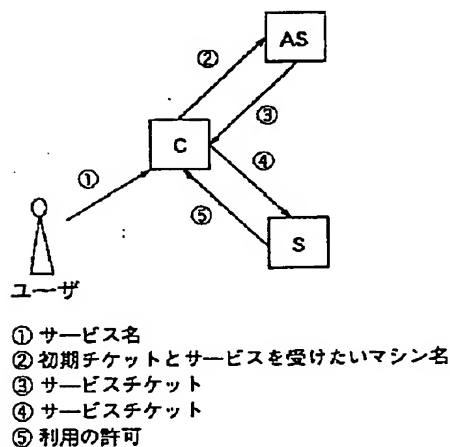 AS
②
③
C
①
④
⑤
S
ユーザ
① サービス名
② 初期チケットとサービスを受けたいマシン名
③ サービスチケット
④ サービスチケット
⑤ 利用の許可